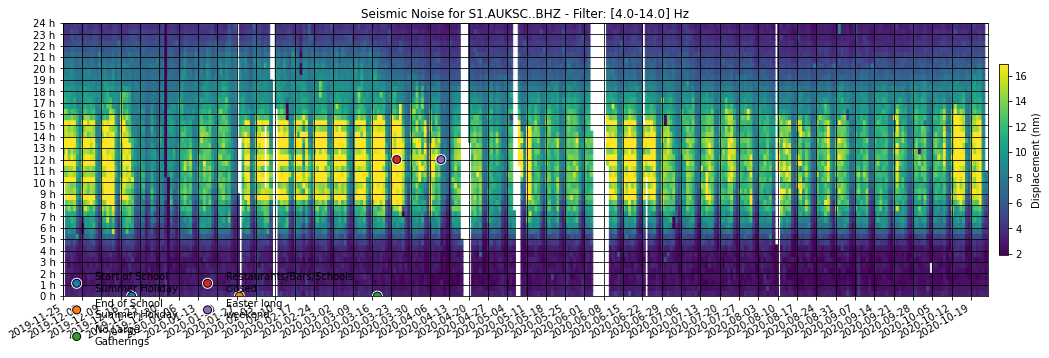 Seismic Noise for S1.AUKSC..BHZ - Filter: [4.0-14.0] Hz
24 h
23 h
22 h
21 h
20 h
19 h
18 h
17 h
16 h
15 h
14 h
13 h
12 h
11 h
10 h
9 h
8 h
7 h
6 h
5 h
4 h
3 h
2 h
1 h
0 h
16
14
12
10
8
6
4
2
Displacement (nm)
Start of School
Summer Holiday
End of School
Summer Holiday
No Large
Gatherings
Restaurants/Bars/Schools
closed
Easter long
weekend
2019-11-25
2020-02-24
2020-03-02
2020-03-09
2020-03-16
2020-03-23
2020-03-30
2020-04-06
2020-04-13
2020-04-20
2020-04-27
2020-05-04
2020-05-11
2020-05-18
2020-05-25
2020-06-01
2020-06-08
2020-06-15
2020-06-22
2020-06-29
2020-07-06
2020-07-13
2020-07-20
2020-07-27
2020-08-03
2020-08-10
2020-08-17
2020-08-24
2020-08-31
2020-09-07
2020-09-14
2020-09-21
2020-09-28
2020-10-05
2020-10-12
2020-10-19